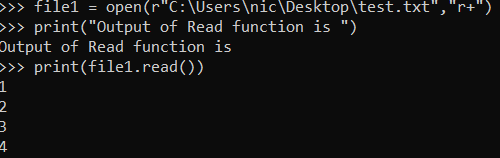 >>> file1 = open(r"C:\Users\nic\Desktop\test.txt","r+")
>>> print("Output of Read function is ")
Output of Read function is
>>> print(file1.read())
1
2
3
4